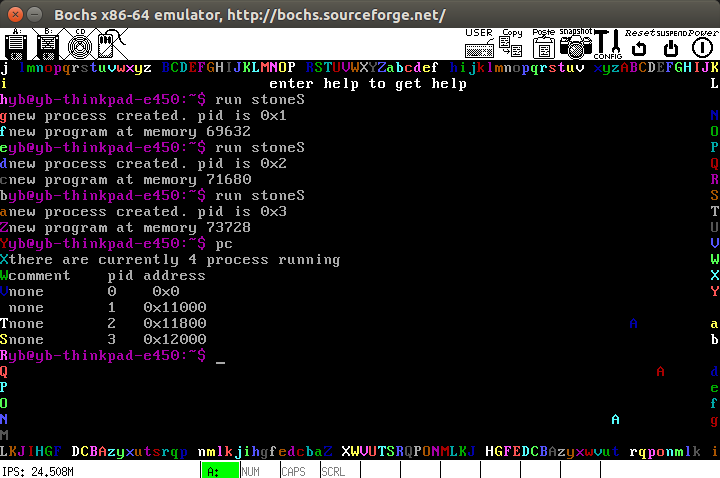 Bochs x86-64 emulator, http://bochs.sourceforge.net/
A: B: CD USER Copy Paste snapshot CONFIG Reset SUSPEND Power
j lmnopqrstuvwxyz BCDEFGHIJKLMNOP RSTUVWXYZabcdef hijklmnopqrstuv xyzABCDEFGHIJK
i enter help to get help L
hyb@yb-thinkpad-e450:~$ run stoneS
gnew process created. pid is 0x1 N
fnew program at memory 69632 O
eyb@yb-thinkpad-e450:~$ run stoneS P
dnew process created. pid is 0x2 Q
cnew program at memory 71680 R
byb@yb-thinkpad-e450:~$ run stoneS S
anew process created. pid is 0x3 T
Znew program at memory 73728 U
Yyb@yb-thinkpad-e450:~$ pc V
Xthere are currently 4 process running W
Wcomment pid address X
Vnone 0 0x0 Y
none 1 0x11000
Tnone 2 0x11800 A a
Snone 3 0x12000 b
Ryb@yb-thinkpad-e450:~$ _
Q A d
P e
O f
N A g
M
LKJIHGF DCBAzyxutsrqp nmlkjihgfedcbaZ XWVUTSRQPONMLKJ HGFEDCBAZyxwvut rqponmlk i
IPS: 24.508M A: NUM CAPS SCRL